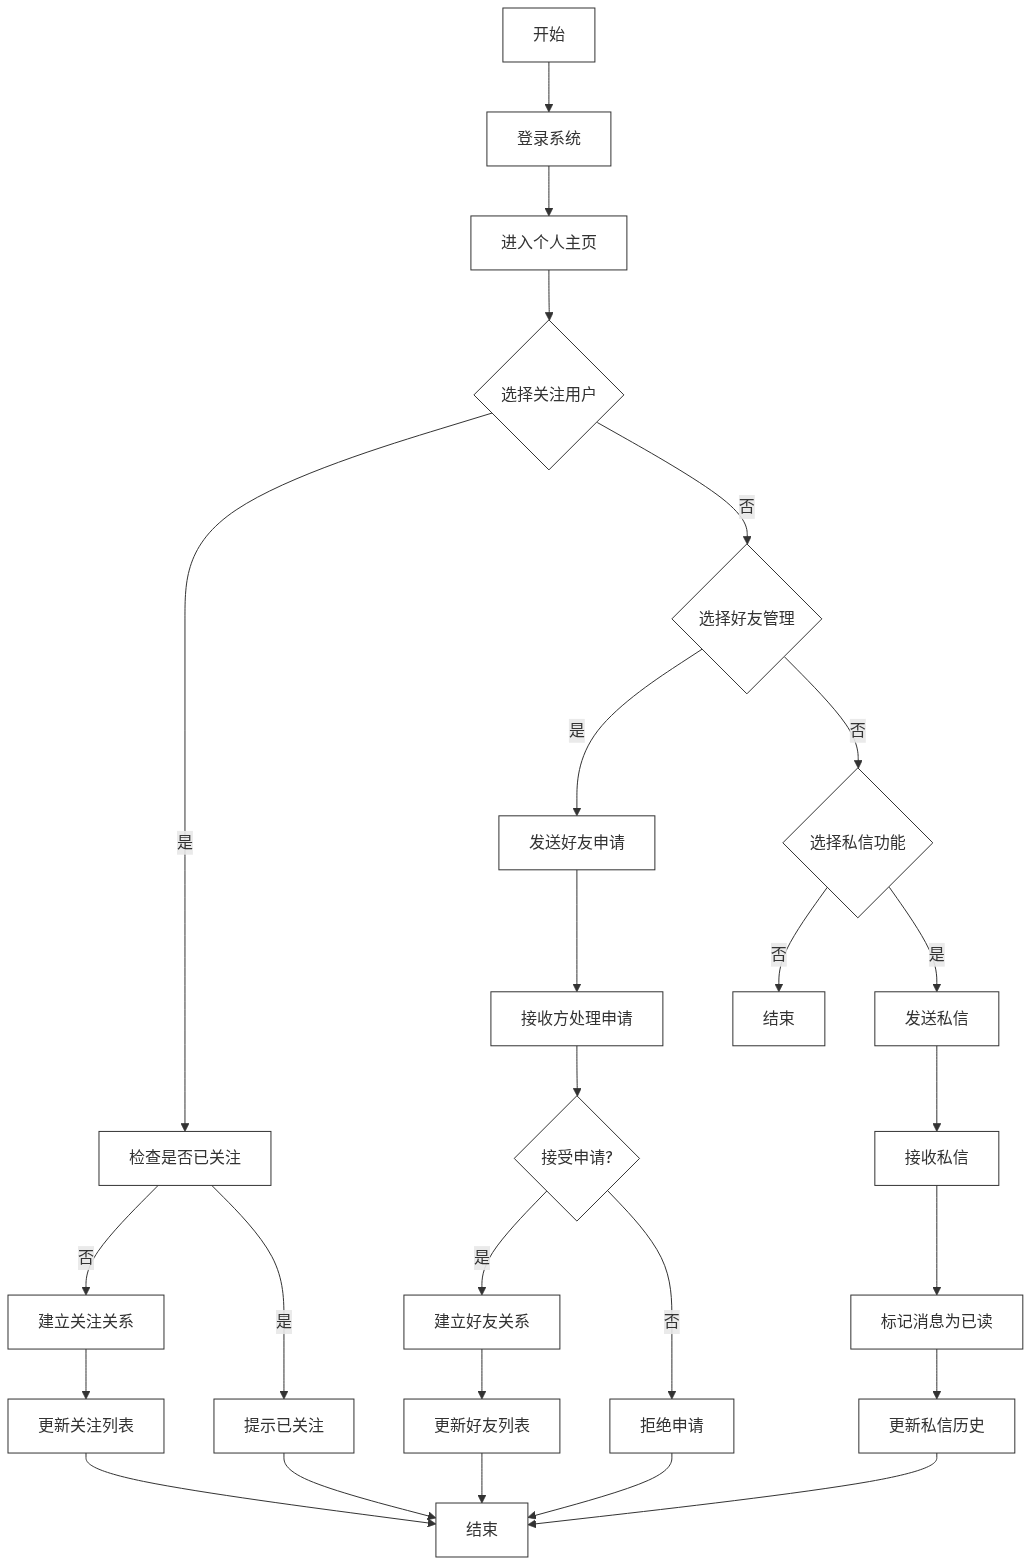 开始
登录系统
进入个人主页
选择关注用户
否
选择好友管理
是
否
是
发送好友申请
选择私信功能
否
是
接收方处理申请
结束
发送私信
检查是否已关注
接受申请?
接收私信
否
是
建立关注关系
是
建立好友关系
否
标记消息为已读
更新关注列表
提示已关注
更新好友列表
拒绝申请
更新私信历史
结束